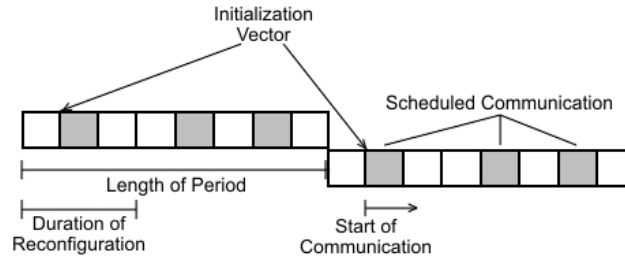 Initialization
Vector
Scheduled Communication
Length of Period
Duration of
Reconfiguration
Start of
Communication